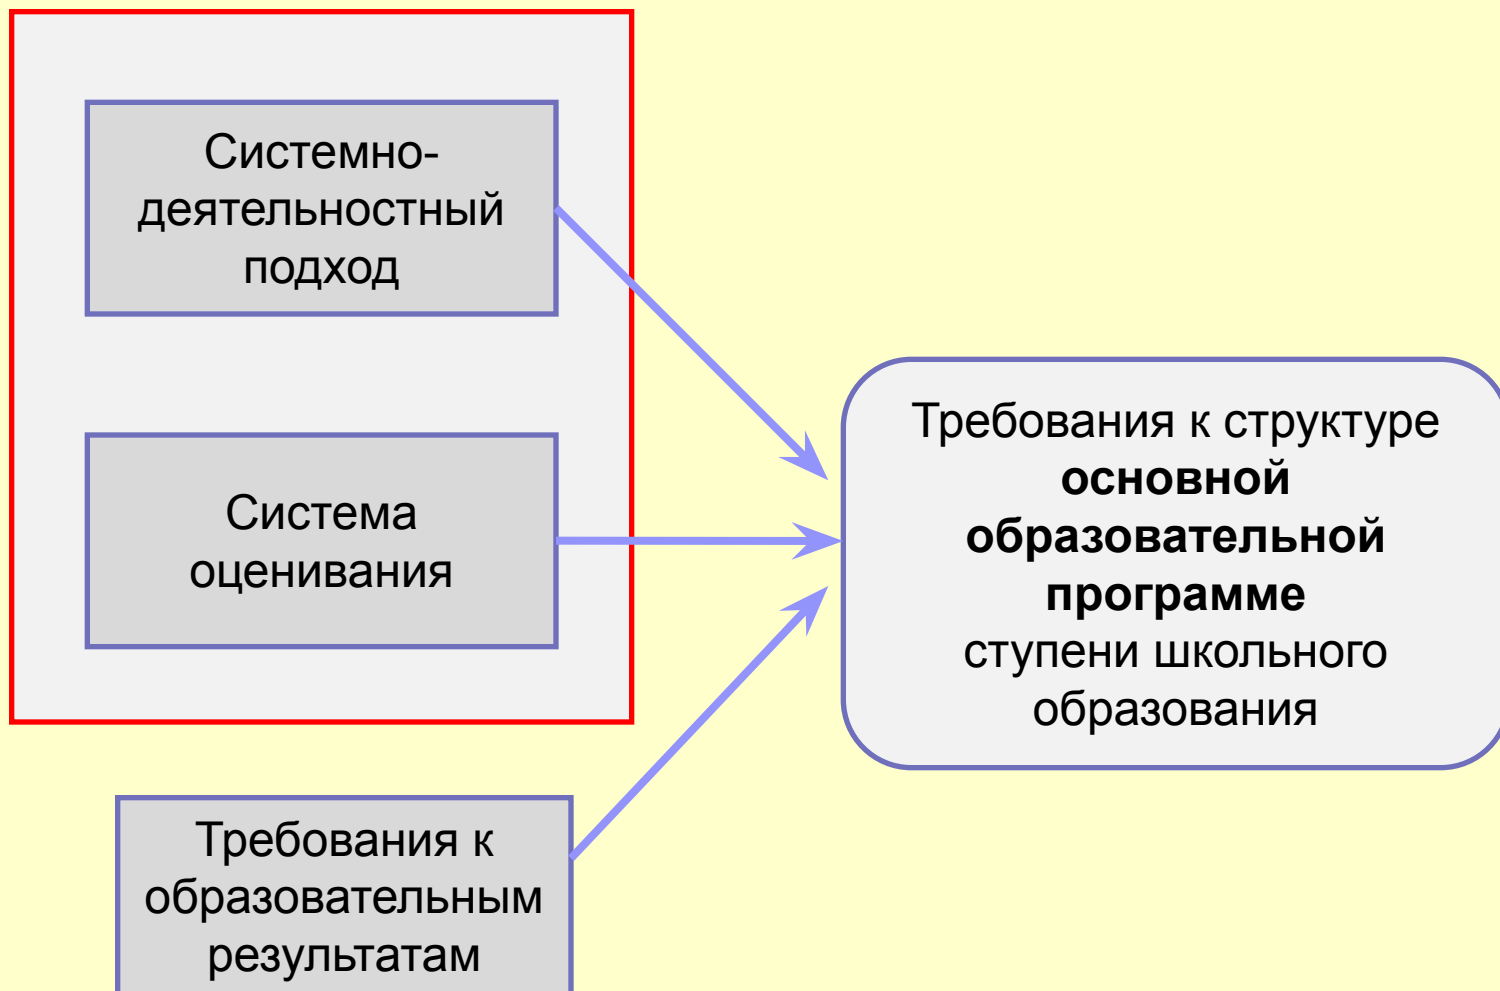 Системно-
деятельностный
подход
Система
оценивания
Требования к
образовательным
результатам
Требования к структуре
основной
образовательной
программе
ступени школьного
образования